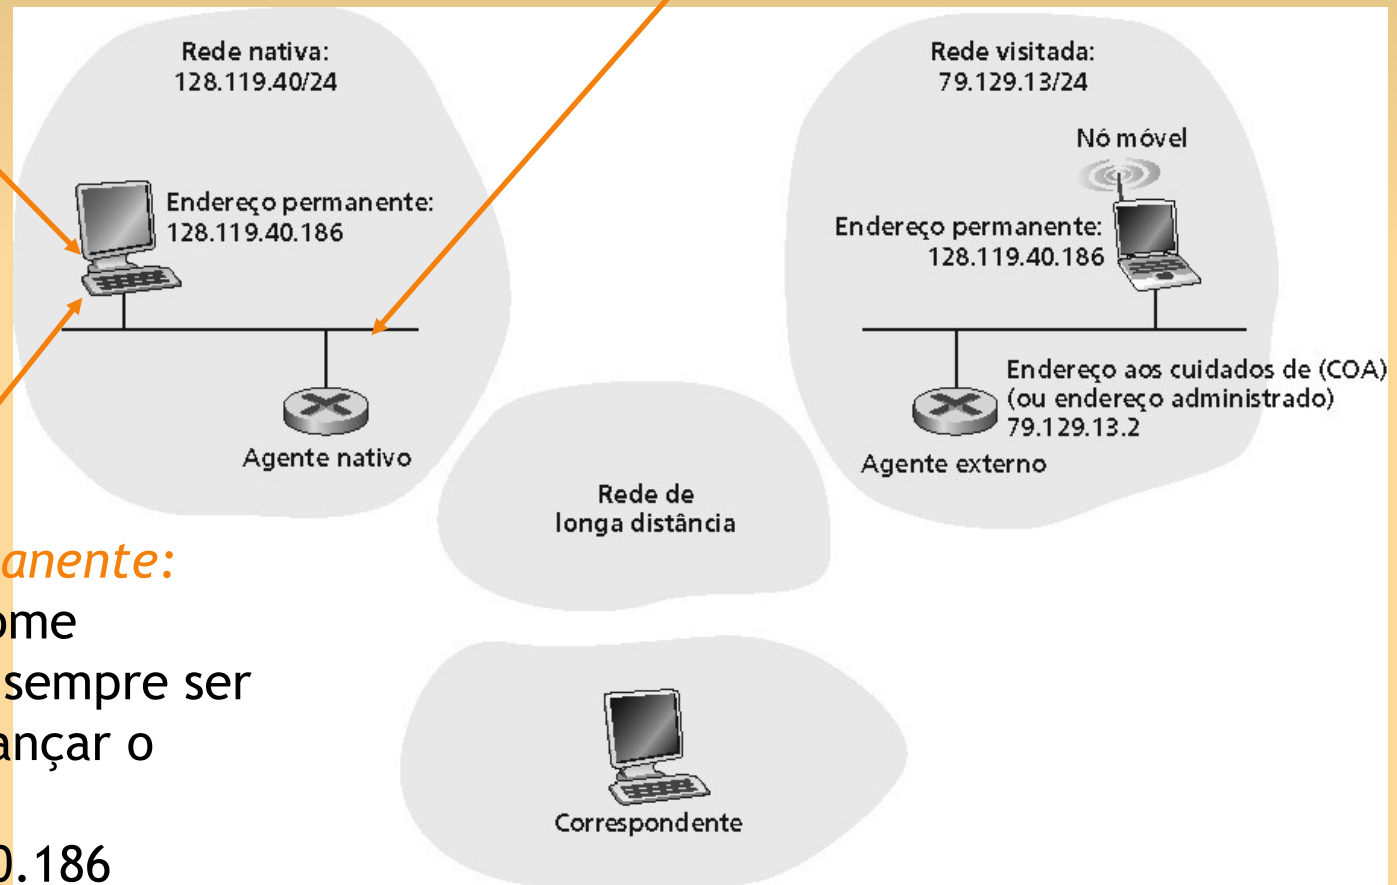 Rede nativa:
128.119.40/24
Endereço permanente:
128.119.40.186
Agente nativo
Rede visitada:
79.129.13/24
Nó móvel
Endereço permanente:
128.119.40.186
Endereço aos cuidados de (COA)
(ou endereço administrado)
79.129.13.2
Agente externo
Rede de
longa distância
Correspondente
anente:
ome
sempre ser
ançar o
0.186